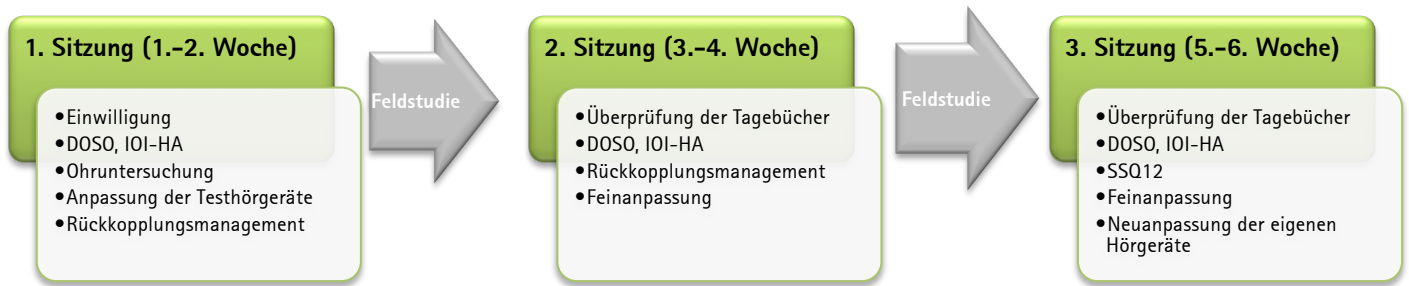 1. Sitzung (1.-2. Woche)
•Einwilligung
•DOSO, IOI-HA
•Ohruntersuchung
•Anpassung der Testhörgeräte
•Rückkopplungsmanagement
Feldstudie
2. Sitzung (3.-4. Woche)
•Überprüfung der Tagebücher
•DOSO, IOI-HA
•Rückkopplungsmanagement
•Feinanpassung
Feldstudie
3. Sitzung (5.-6. Woche)
•Überprüfung der Tagebücher
•DOSO, IOI-HA
•SSQ12
•Feinanpassung
•Neuanpassung der eigenen
Hörgeräte